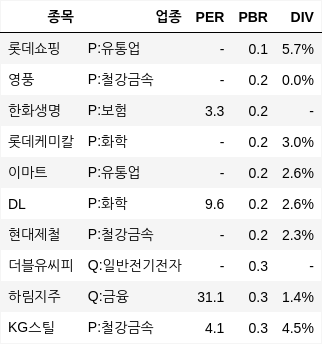 종목 업종 PER PBR DIV
롯데쇼핑 P:유통업 - 0.1 5.7%
영풍 P:철강금속 - 0.2 0.0%
한화생명 P:보험 3.3 0.2 -
롯데케미칼 P:화학 - 0.2 3.0%
이마트 P:유통업 - 0.2 2.6%
DL P:화학 9.6 0.2 2.6%
현대제철 P:철강금속 - 0.2 2.3%
더블유씨피 Q:일반전기전자 - 0.3 -
하림지주 Q:금융 31.1 0.3 1.4%
KG스틸 P:철강금속 4.1 0.3 4.5%